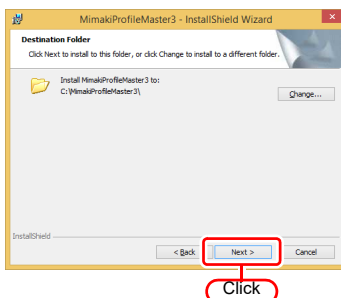 MimakiProfileMaster3 - InstallShield Wizard
Destination Folder
Click Next to install to this folder, or click Change to install to a different folder.
Install MimakiProfileMaster3 to:
C:\MimakiProfileMaster3\
Change...
InstallShield
< Back
Next >
Cancel
Click